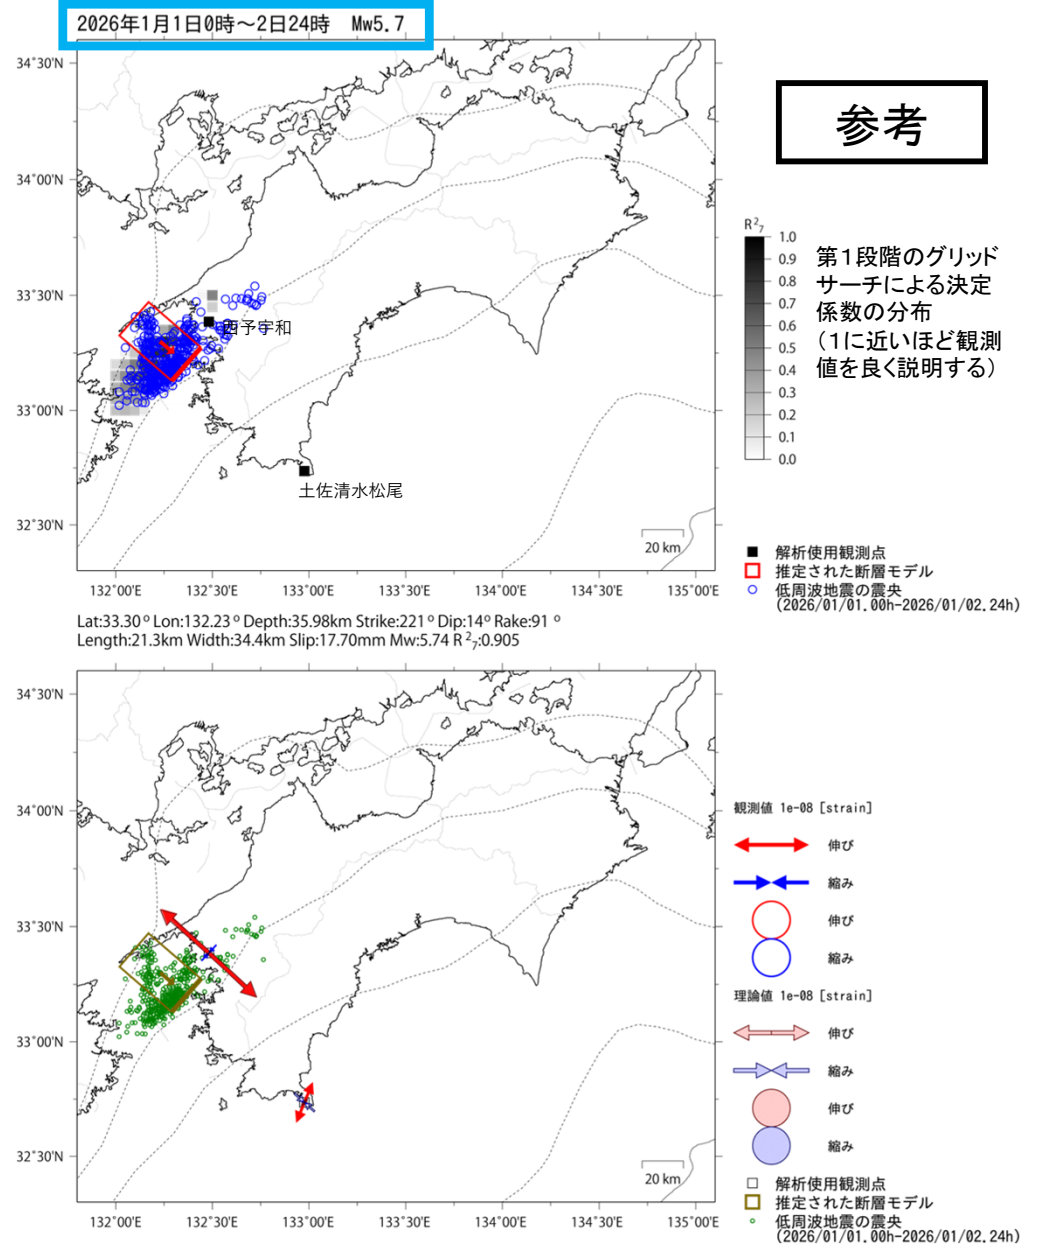 2026年1月1日0時～2日24時　Mw5.7
参考
34°30'N
34°00'N
33°30'N
33°00'N
32°30'N
西予宇和
土佐清水松尾
20 km
132°00'E 132°30'E 133°00'E 133°30'E 134°00'E 134°30'E 135°00'E
R²₇
1.0
0.9
0.8
0.7
0.6
0.5
0.4
0.3
0.2
0.1
0.0
第1段階のグリッド
サーチによる決定
係数の分布
（1に近いほど観測
値を良く説明する）
解析使用観測点
推定された断層モデル
低周波地震の震央
(2026/01/01.00h-2026/01/02.24h)
Lat:33.30° Lon:132.23° Depth:35.98km Strike:221° Dip:14° Rake:91 °
Length:21.3km Width:34.4km Slip:17.70mm Mw:5.74 R²₇:0.905
34°30'N
34°00'N
33°30'N
33°00'N
32°30'N
20 km
132°00'E 132°30'E 133°00'E 133°30'E 134°00'E 134°30'E 135°00'E
観測値 1e-08 [strain]
伸び
縮み
伸び
縮み
理論値 1e-08 [strain]
伸び
縮み
伸び
縮み
解析使用観測点
推定された断層モデル
低周波地震の震央
(2026/01/01.00h-2026/01/02.24h)